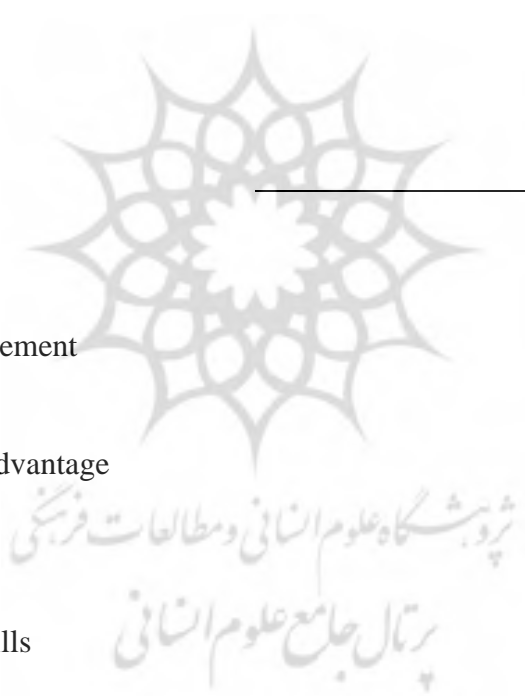 ement
dvantage
پژوهشگاه علوم انسانی و مطالعات فرهنگی
lls
پرتال جامع علوم انسانی